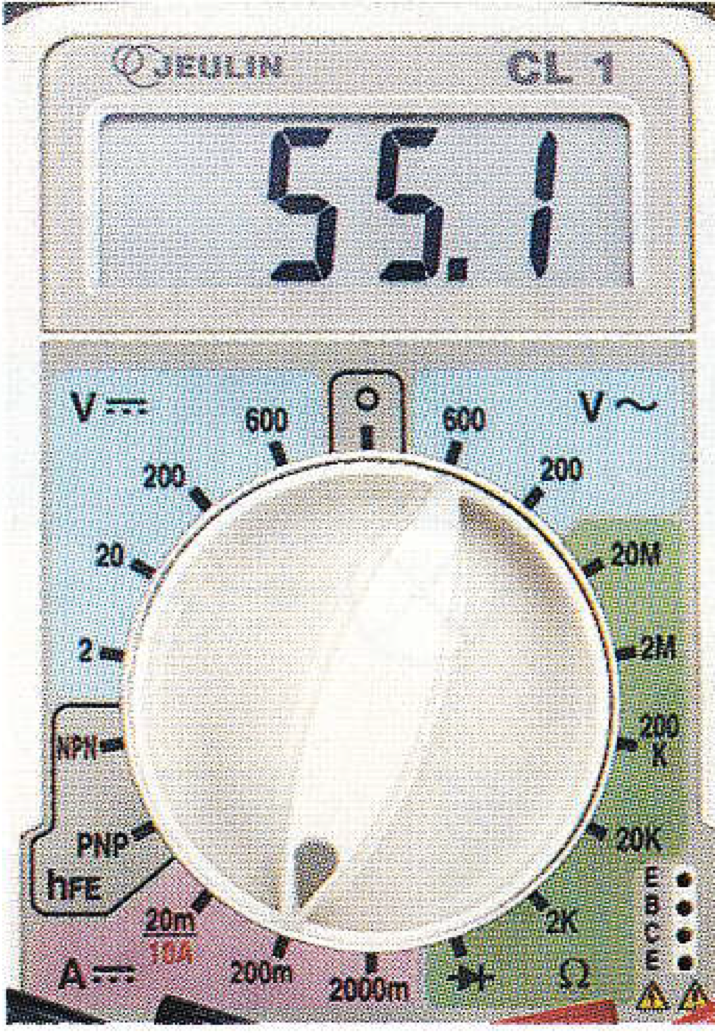 JEULIN CL 1
55.1
V V
600 600
200 200
20 20M
2 2M
NPN 200
K
PNP 20K
hFE
20m 2K
10A
200m
2000m
A Ω
E
B
C
E